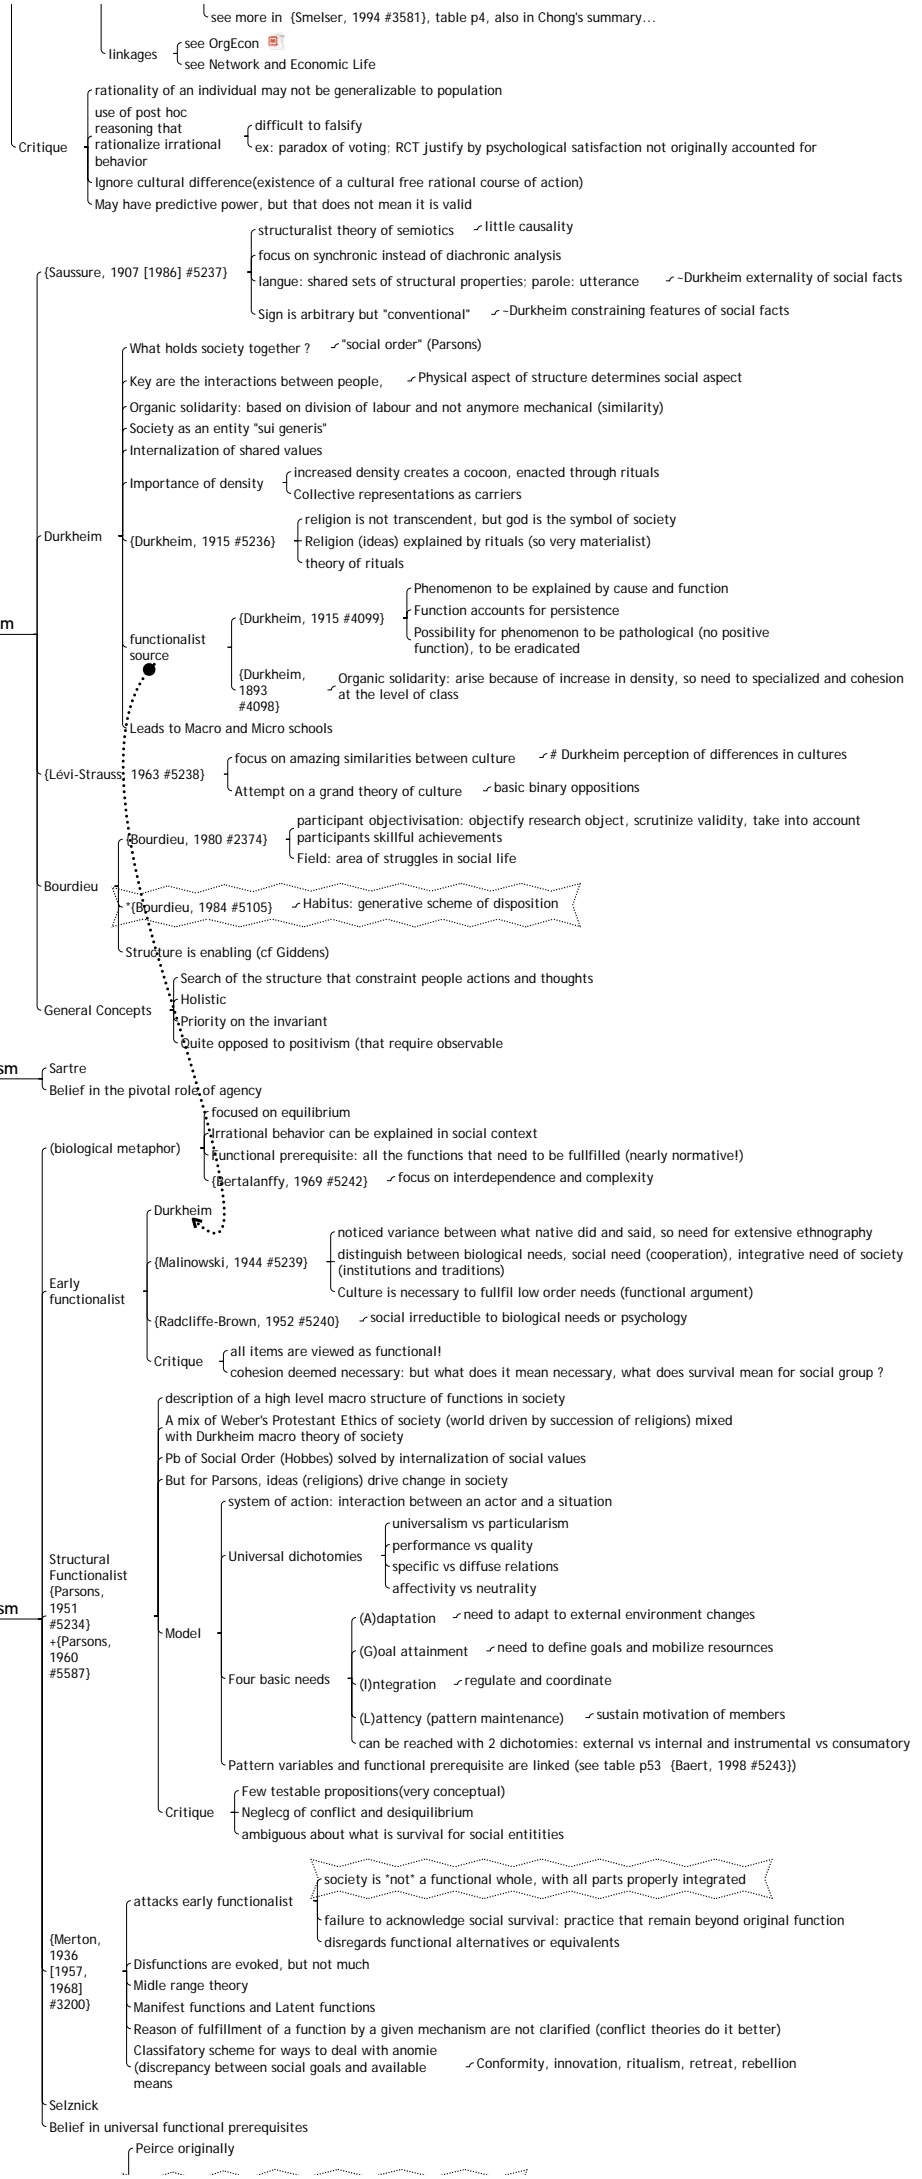 see more in {Smelser, 1994 #3581}, table p4, also in Chong's summary...
linkages
see OrgEcon
see Network and Economic Life
Critique
rationality of an individual may not be generalizable to population
use of post hoc
reasoning that
rationalize irrational
behavior
difficult to falsify
ex: paradox of voting; RCT justify by psychological satisfaction not originally accounted for
Ignore cultural difference(existence of a cultural free rational course of action)
May have predictive power, but that does not mean it is valid
m
{Saussure, 1907 [1986] #5237}
structuralist theory of semiotics
little causality
focus on synchronic instead of diachronic analysis
langue: shared sets of structural properties; parole: utterance
~Durkheim externality of social facts
Sign is arbitrary but "conventional"
~Durkheim constraining features of social facts
Durkheim
What holds society together ?
"social order" (Parsons)
Key are the interactions between people,
Physical aspect of structure determines social aspect
Organic solidarity: based on division of labour and not anymore mechanical (similarity)
Society as an entity "sui generis"
Internalization of shared values
Importance of density
increased density creates a cocoon, enacted through rituals
Collective representations as carriers
{Durkheim, 1915 #5236}
religion is not transcendent, but god is the symbol of society
Religion (ideas) explained by rituals (so very materialist)
theory of rituals
functionalist
source
{Durkheim, 1915 #4099}
Phenomenon to be explained by cause and function
Function accounts for persistence
Possibility for phenomenon to be pathological (no positive
function), to be eradicated
{Durkheim,
1893
#4098}
Organic solidarity: arise because of increase in density, so need to specialized and cohesion
at the level of class
Leads to Macro and Micro schools
{Lévi-Strauss, 1963 #5238}
focus on amazing similarities between culture
# Durkheim perception of differences in cultures
Attempt on a grand theory of culture
basic binary oppositions
Bourdieu
{Bourdieu, 1980 #2374}
participant objectivisation: objectify research object, scrutinize validity, take into account
participants skillful achievements
Field: area of struggles in social life
*{Bourdieu, 1984 #5105}
Habitus: generative scheme of disposition
Structure is enabling (cf Giddens)
General Concepts
Search of the structure that constraint people actions and thoughts
Holistic
Priority on the invariant
Quite opposed to positivism (that require observable
sm
Sartre
Belief in the pivotal role of agency
(biological metaphor)
focused on equilibrium
Irrational behavior can be explained in social context
Functional prerequisite: all the functions that need to be fullfilled (nearly normative!)
{Bertalanffy, 1969 #5242}
focus on interdependence and complexity
Early
functionalist
Durkheim
{Malinowski, 1944 #5239}
noticed variance between what native did and said, so need for extensive ethnography
distinguish between biological needs, social need (cooperation), integrative need of society
(institutions and traditions)
Culture is necessary to fullfil low order needs (functional argument)
{Radcliffe-Brown, 1952 #5240}
social irreductible to biological needs or psychology
Critique
all items are viewed as functional!
cohesion deemed necessary: but what does it mean necessary, what does survival mean for social group ?
sm
Structural
Functionalist
{Parsons,
1951
#5234}
+{Parsons,
1960
#5587}
description of a high level macro structure of functions in society
A mix of Weber's Protestant Ethics of society (world driven by succession of religions) mixed
with Durkheim macro theory of society
Pb of Social Order (Hobbes) solved by internalization of social values
But for Parsons, ideas (religions) drive change in society
Model
system of action: interaction between an actor and a situation
Universal dichotomies
universalism vs particularism
performance vs quality
specific vs diffuse relations
affectivity vs neutrality
Four basic needs
(A)daptation
need to adapt to external environment changes
(G)oal attainment
need to define goals and mobilize resournces
(I)ntegration
regulate and coordinate
(L)attency (pattern maintenance)
sustain motivation of members
can be reached with 2 dichotomies: external vs internal and instrumental vs consumatory
Pattern variables and functional prerequisite are linked (see table p53 {Baert, 1998 #5243})
Critique
Few testable propositions(very conceptual)
Neglecg of conflict and desiquilibrium
ambiguous about what is survival for social entitities
{Merton,
1936
[1957,
1968]
#3200}
attacks early functionalist
society is *not* a functional whole, with all parts properly integrated
failure to acknowledge social survival: practice that remain beyond original function
disregards functional alternatives or equivalents
Disfunctions are evoked, but not much
Midle range theory
Manifest functions and Latent functions
Reason of fulfillment of a function by a given mechanism are not clarified (conflict theories do it better)
Classifatory scheme for ways to deal with anomie
(discrepancy between social goals and available
means
Conformity, innovation, ritualism, retreat, rebellion
Selznick
Belief in universal functional prerequisites
Peirce originally